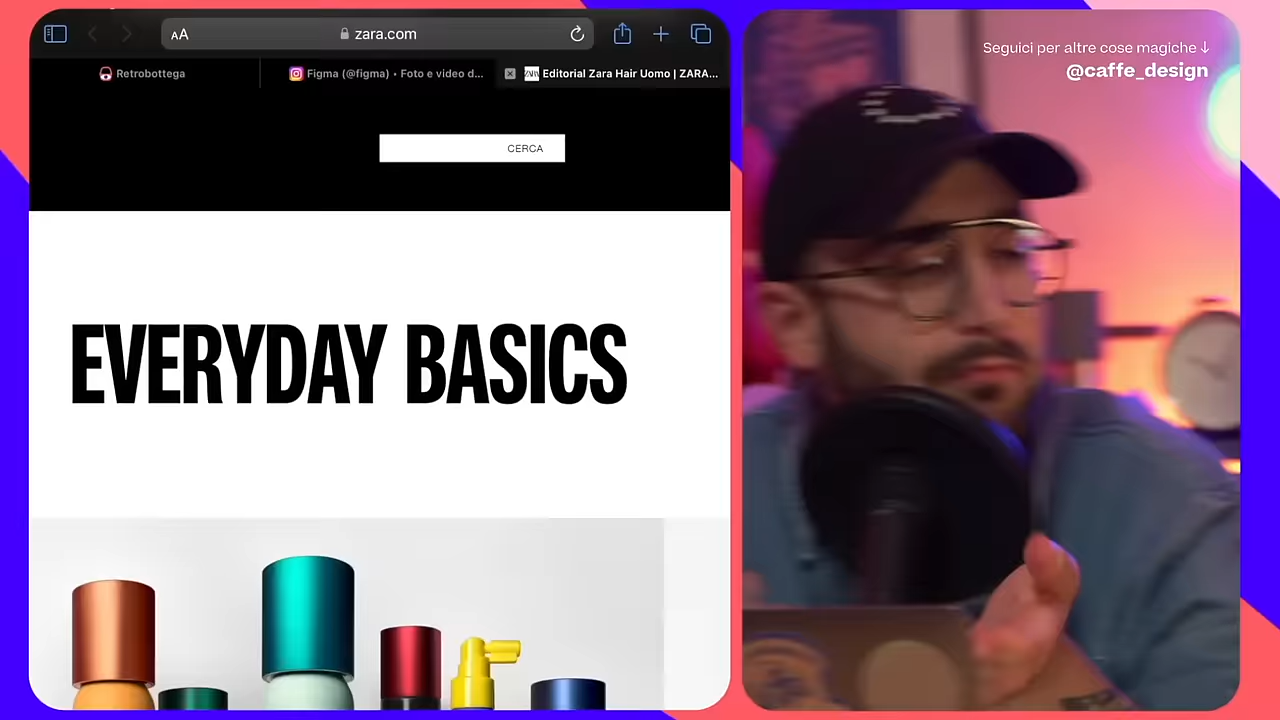 AA
zara.com
Retrobottega
Figma (@figma) • Foto e video d...
ZARA
Editorial Zara Hair Uomo | ZARA...
CERCA
EVERYDAY BASICS
Seguici per altre cose magiche ↓
@caffe_design